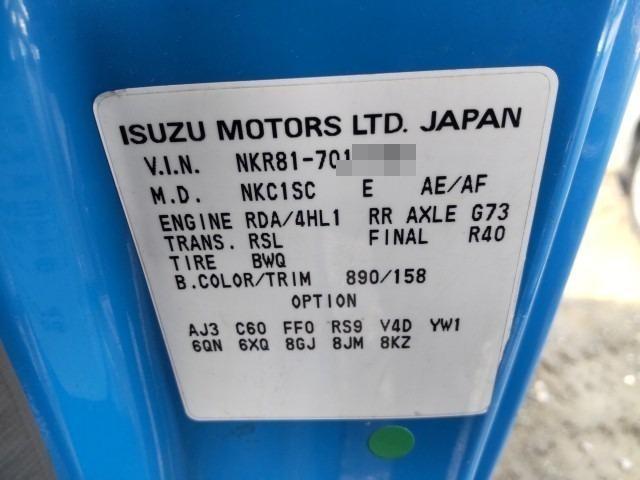 ISUZU MOTORS LTD. JAPAN
V.I.N. NKR81-701
M.D. NKC1SC E AE/AF
ENGINE RDA/4HL1 RR AXLE G73
TRANS. RSL FINAL R40
TIRE BWQ
B.COLOR/TRIM 890/158
OPTION
AJ3 C60 FF0 RS9 V4D YW1
6QN 6XQ 8GJ 8JM 8KZ